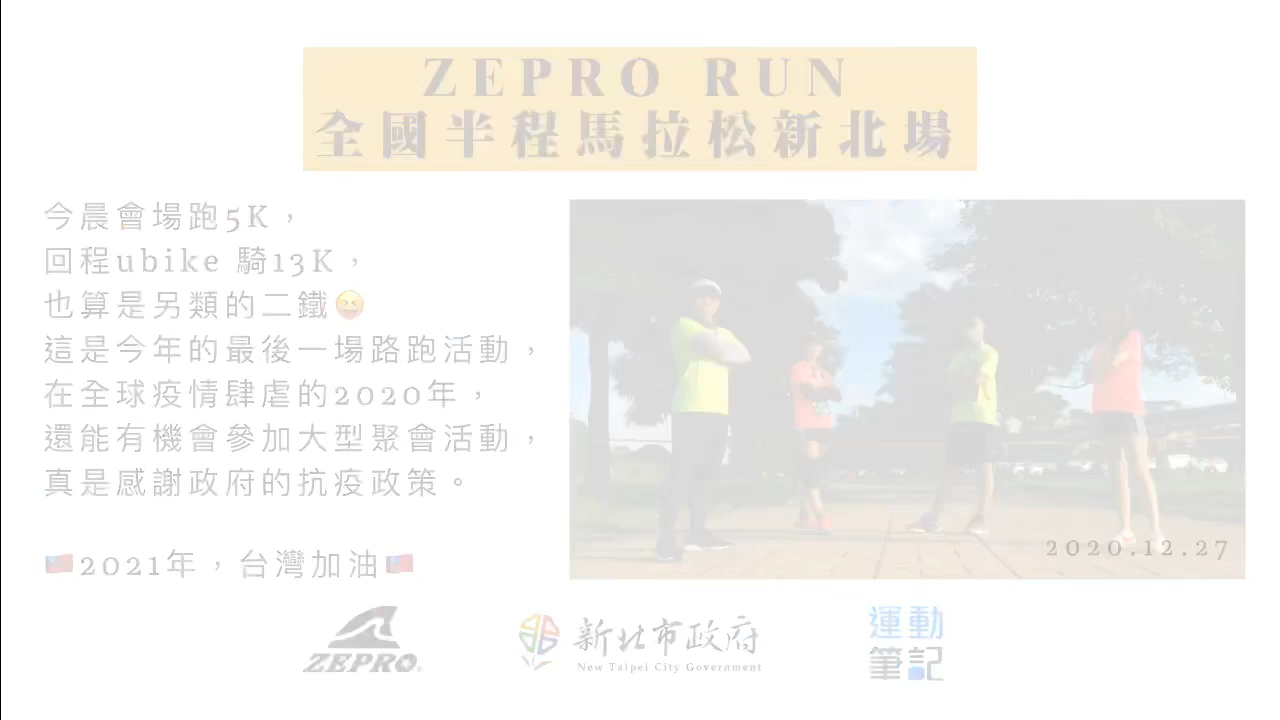 ZEPRO RUN
全國半程馬拉松新北場
今晨會場跑5K，
回程ubike 騎13K，
也算是另類的二鐵😝
這是今年的最後一場路跑活動，
在全球疫情肆虐的2020年，
還能有機會參加大型聚會活動，
真是感謝政府的抗疫政策。
🇹🇼2021年，台灣加油🇹🇼
2020.12.27
ZEPRO®
新北市政府
New Taipei City Government
運動
筆記